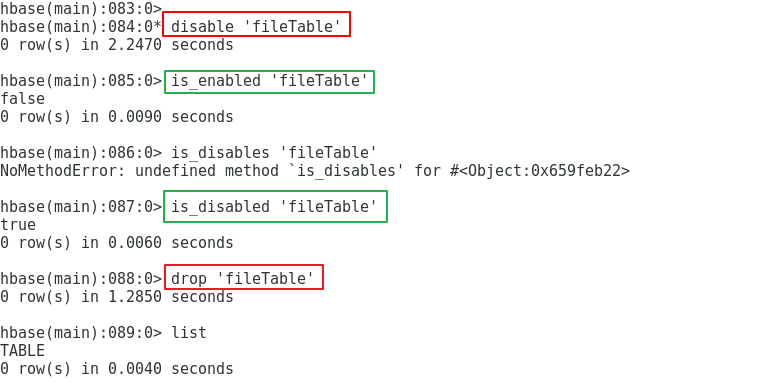 hbase(main):083:0>
hbase(main):084:0* disable 'fileTable'
0 row(s) in 2.2470 seconds
hbase(main):085:0> is_enabled 'fileTable'
false
0 row(s) in 0.0090 seconds
hbase(main):086:0> is_disables 'fileTable'
NoMethodError: undefined method `is_disables' for #<Object:0x659feb22>
hbase(main):087:0> is_disabled 'fileTable'
true
0 row(s) in 0.0060 seconds
hbase(main):088:0> drop 'fileTable'
0 row(s) in 1.2850 seconds
hbase(main):089:0> list
TABLE
0 row(s) in 0.0040 seconds